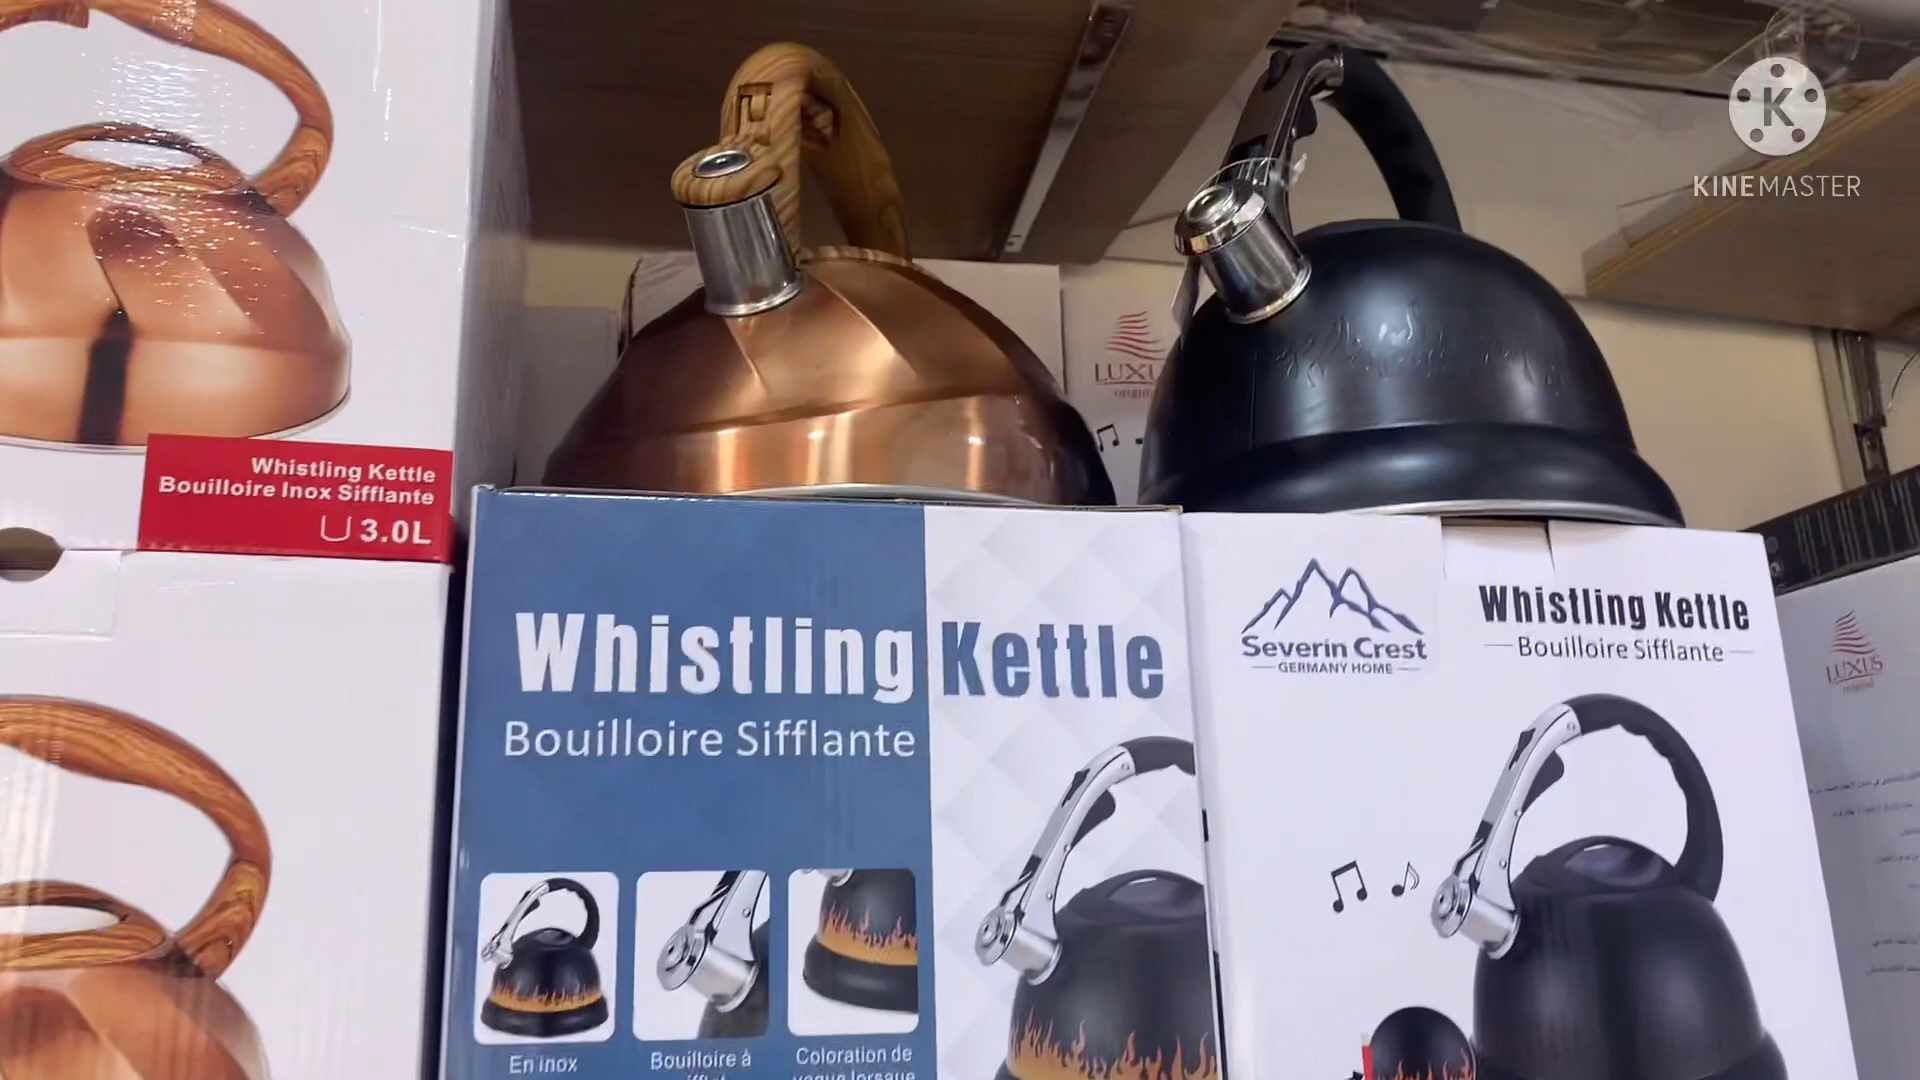 KINEMASTER
LUXUS
Whistling Kettle
Bouilloire Inox Sifflante
3.0L
Whistling Kettle
Bouilloire Sifflante
En inox
Bouilloire à
Coloration de
Severin Crest
GERMANY HOME
Whistling Kettle
Bouilloire Sifflante
LUXUS
original